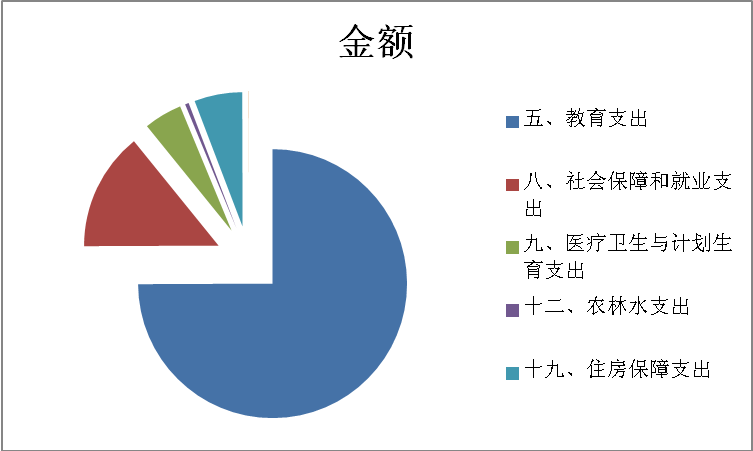 金额
五、教育支出
八、社会保障和就业支
出
九、医疗卫生与计划生
育支出
十二、农林水支出
十九、住房保障支出